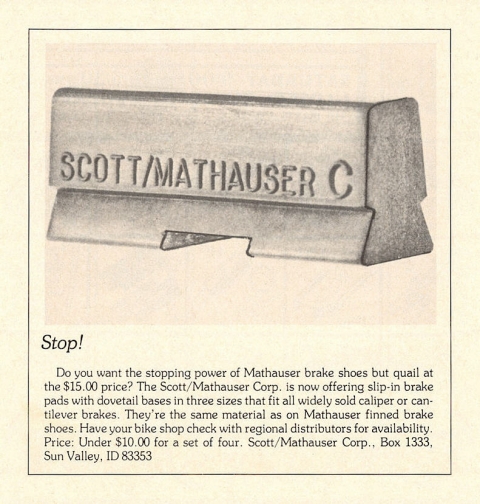 SCOTT/MATHAUSER C
Stop!
Do you want the stopping power of Mathauser brake shoes but quail at
the $15.00 price? The Scott/Mathauser Corp. is now offering slip-in brake
pads with dovetail bases in three sizes that fit all widely sold caliper or can-
tilever brakes. They're the same material as on Mathauser finned brake
shoes. Have your bike shop check with regional distributors for availability.
Price: Under $10.00 for a set of four. Scott/Mathauser Corp., Box 1333,
Sun Valley, ID 83353